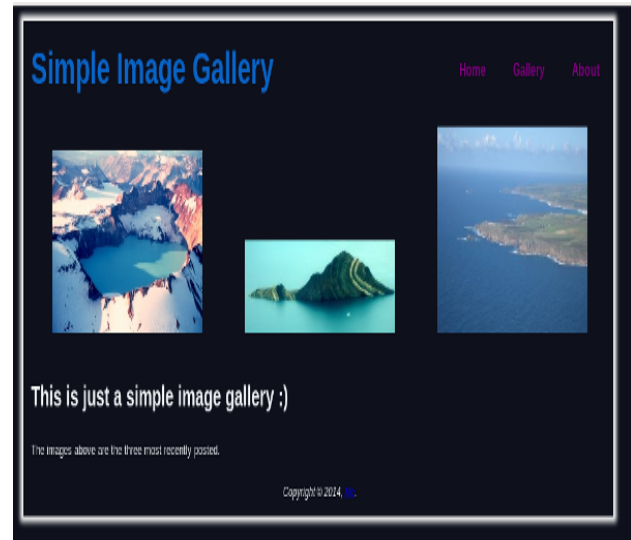 Simple Image Gallery
Home Gallery About
This is just a simple image gallery :)
The images above are the three most recently posted.
Copyright © 2014,